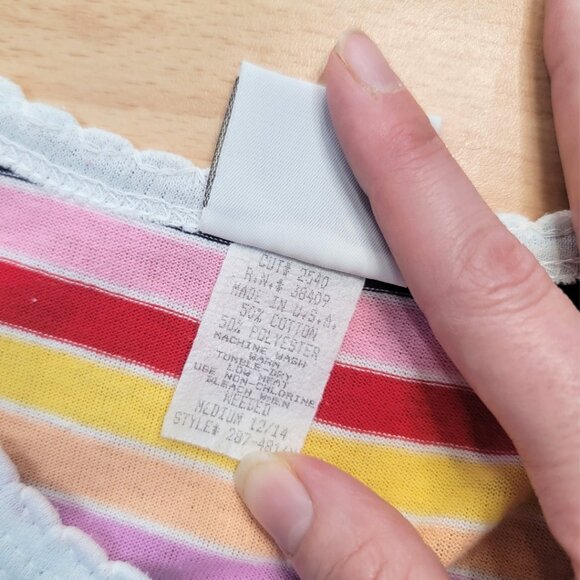 CUT# 2540
R.N.# 38409
MADE IN U.S.A.
50% COTTON
50% POLYESTER
MACHINE WASH
WARM
TUMBLE-DRY
LOW HEAT
USE NON-CHLORINE
BLEACH WHEN
NEEDED
MEDIUM 12/14
STYLE#